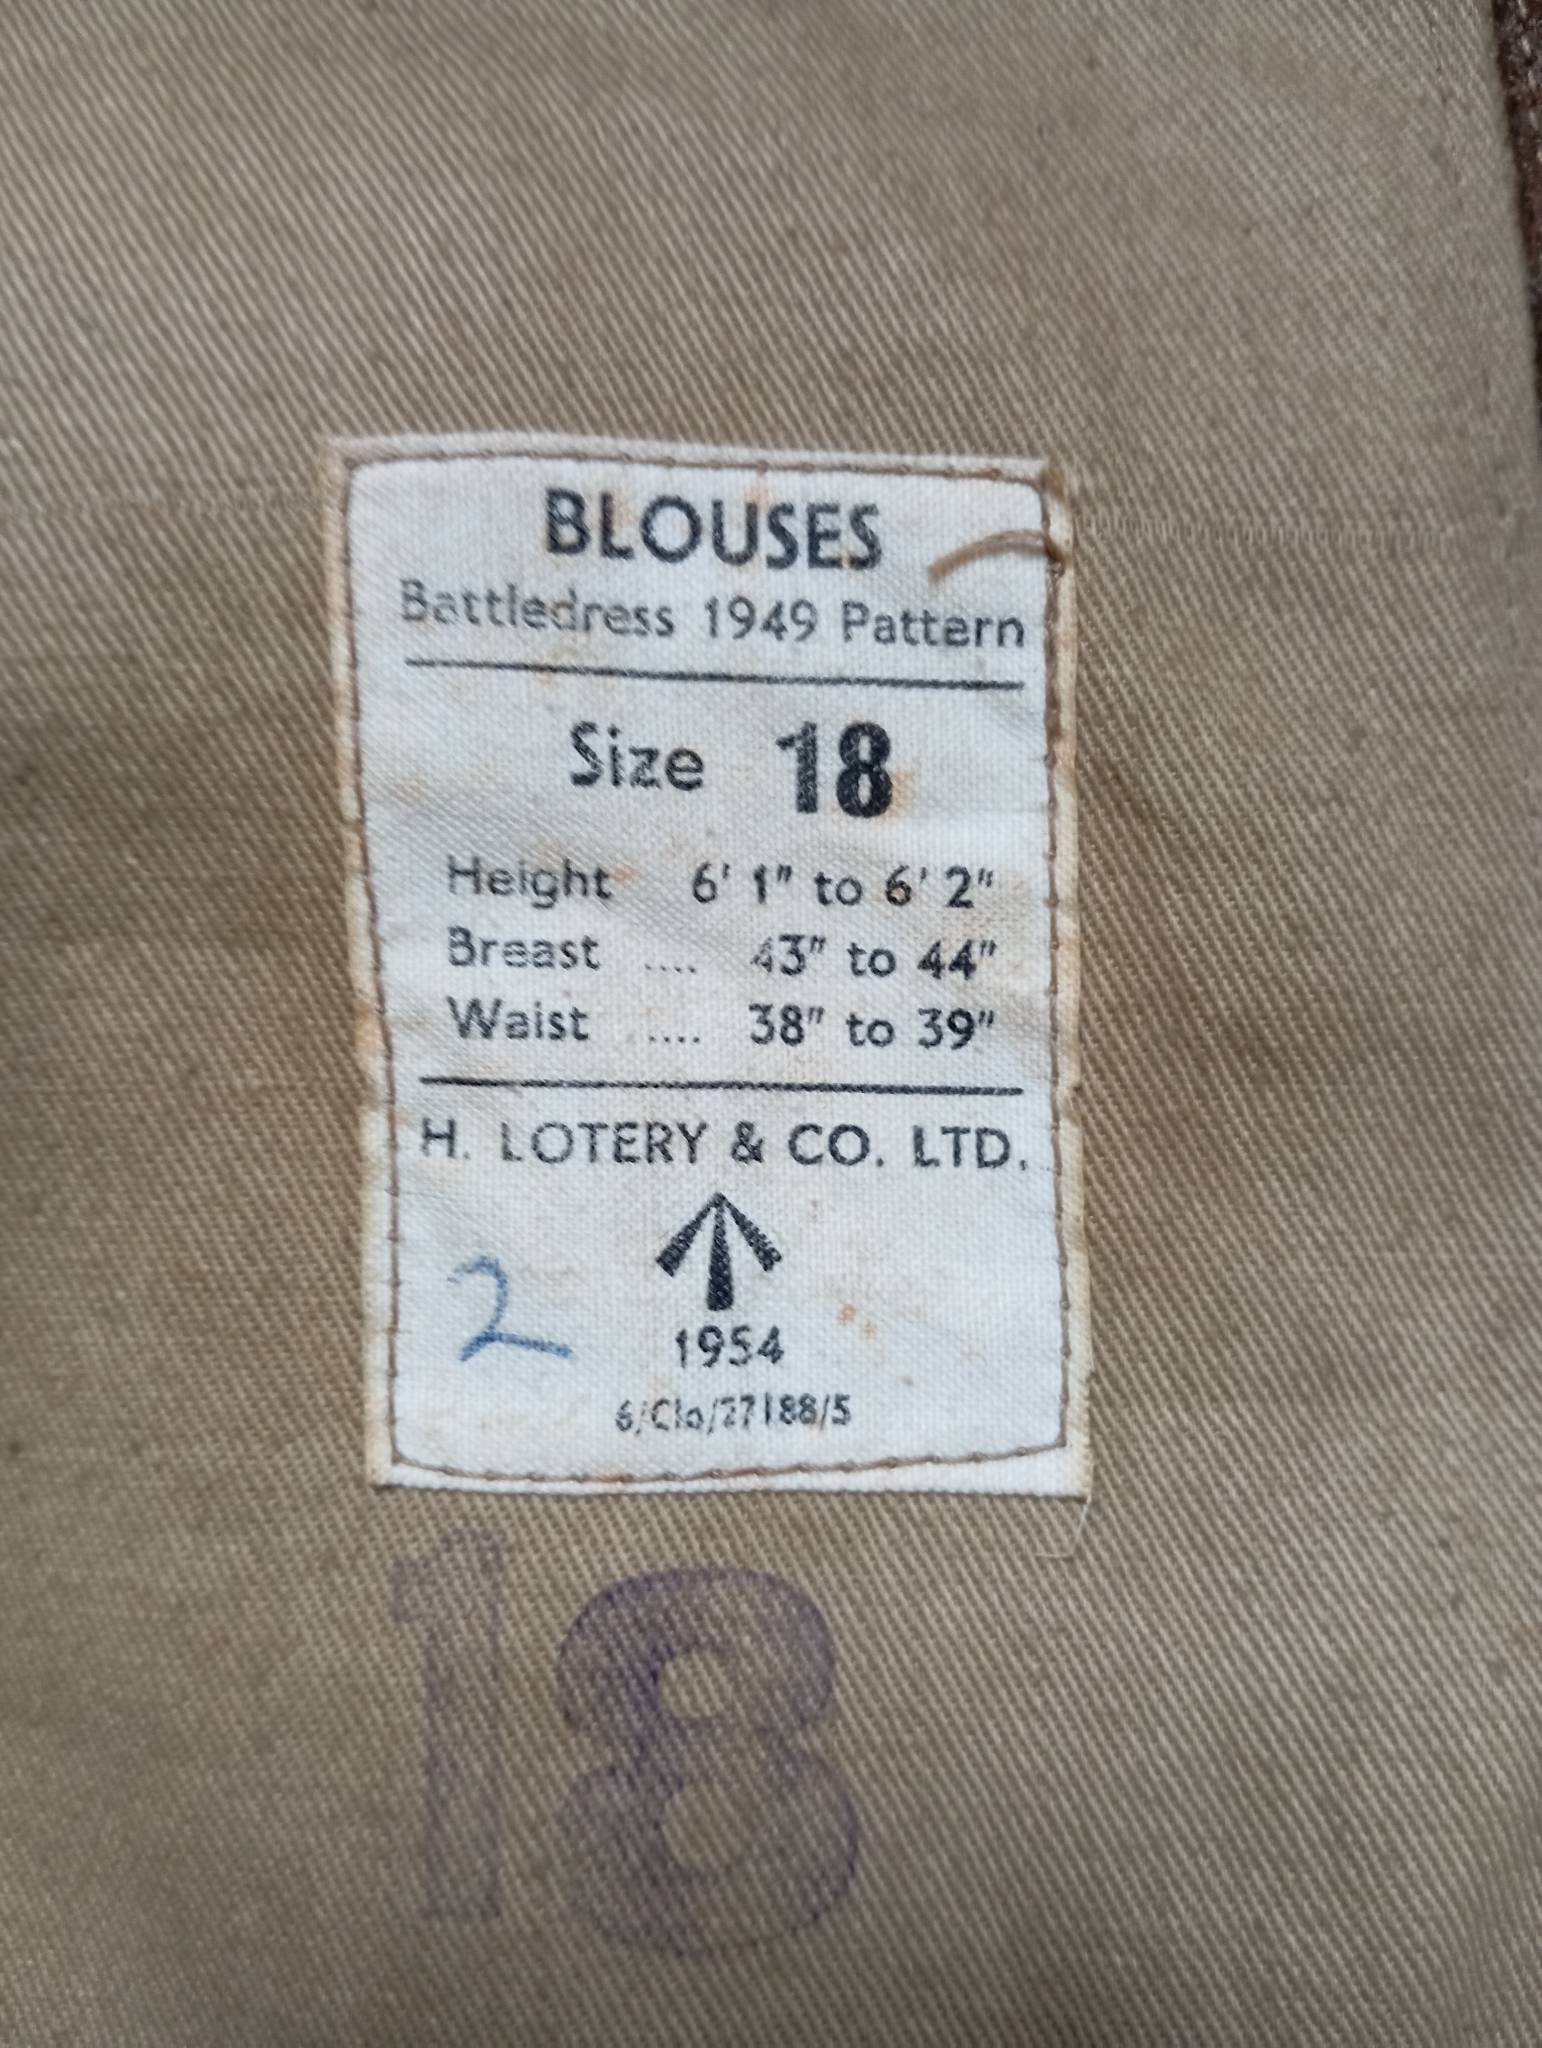 BLOUSES
Battledress 1949 Pattern
Size 18
Height 6' 1" to 6' 2"
Breast .... 43" to 44"
Waist .... 38" to 39"
H. LOTERY & CO. LTD.
2
1954
6/Clo/27188/5
18